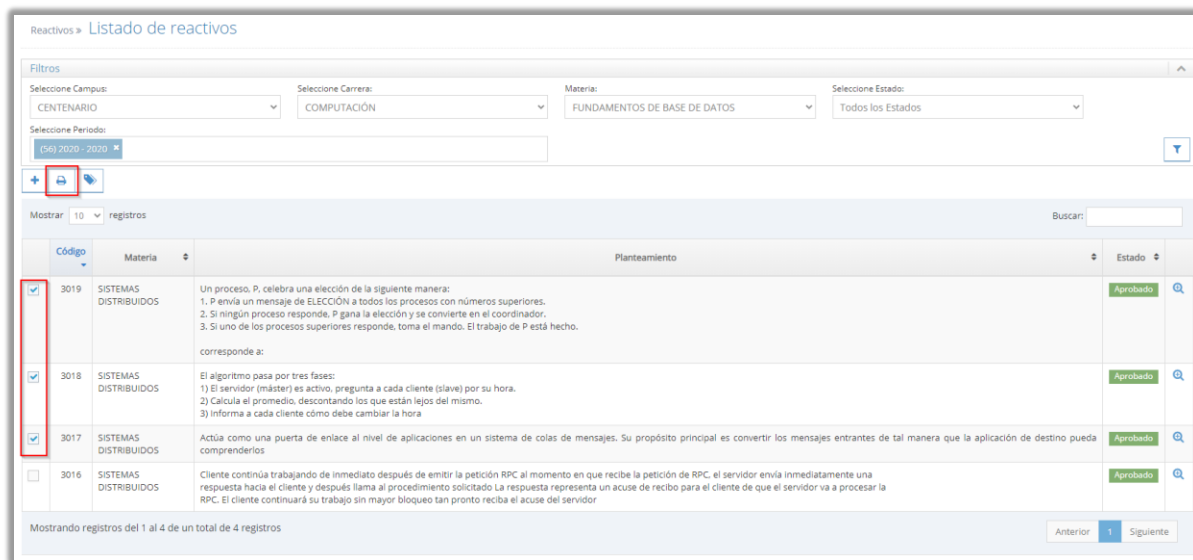 Reactivos » Listado de reactivos
Filtros
Seleccione Campus:
Seleccione Carrera:
Materia:
Seleccione Estado:
CENTENARIO
COMPUTACIÓN
FUNDAMENTOS DE BASE DE DATOS
Todos los Estados
Seleccione Periodo:
(56) 2020 - 2020 ×
Mostrar 10 registros
Buscar:
Código Materia Planteamiento Estado
3019 SISTEMAS DISTRIBUIDOS
Un proceso, P, celebra una elección de la siguiente manera:
1. P envía un mensaje de ELECCIÓN a todos los procesos con números superiores.
2. Si ningún proceso responde, P gana la elección y se convierte en el coordinador.
3. Si uno de los procesos superiores responde, toma el mando. El trabajo de P está hecho.
corresponde a:
Aprobado
3018 SISTEMAS DISTRIBUIDOS
El algoritmo pasa por tres fases:
1) El servidor (máster) es activo, pregunta a cada cliente (slave) por su hora.
2) Calcula el promedio, descontando los que están lejos del mismo.
3) Informa a cada cliente cómo debe cambiar la hora
Aprobado
3017 SISTEMAS DISTRIBUIDOS
Actúa como una puerta de enlace al nivel de aplicaciones en un sistema de colas de mensajes. Su propósito principal es convertir los mensajes entrantes de tal manera que la aplicación de destino pueda
comprenderlos
Aprobado
3016 SISTEMAS DISTRIBUIDOS
Cliente continúa trabajando de inmediato después de emitir la petición RPC al momento en que recibe la petición de RPC, el servidor envía inmediatamente una
respuesta hacia el cliente y después llama al procedimiento solicitado La respuesta representa un acuse de recibo para el cliente de que el servidor va a procesar la
RPC. El cliente continuará su trabajo sin mayor bloqueo tan pronto reciba el acuse del servidor
Aprobado
Mostrando registros del 1 al 4 de un total de 4 registros
Anterior 1 Siguiente